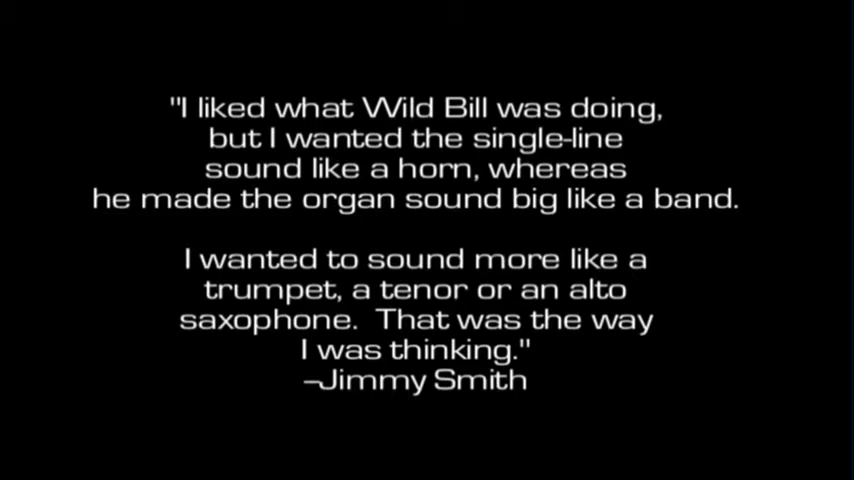 "I liked what Wild Bill was doing,
but I wanted the single-line
sound like a horn, whereas
he made the organ sound big like a band.
I wanted to sound more like a
trumpet, a tenor or an alto
saxophone.  That was the way
I was thinking."
–Jimmy Smith